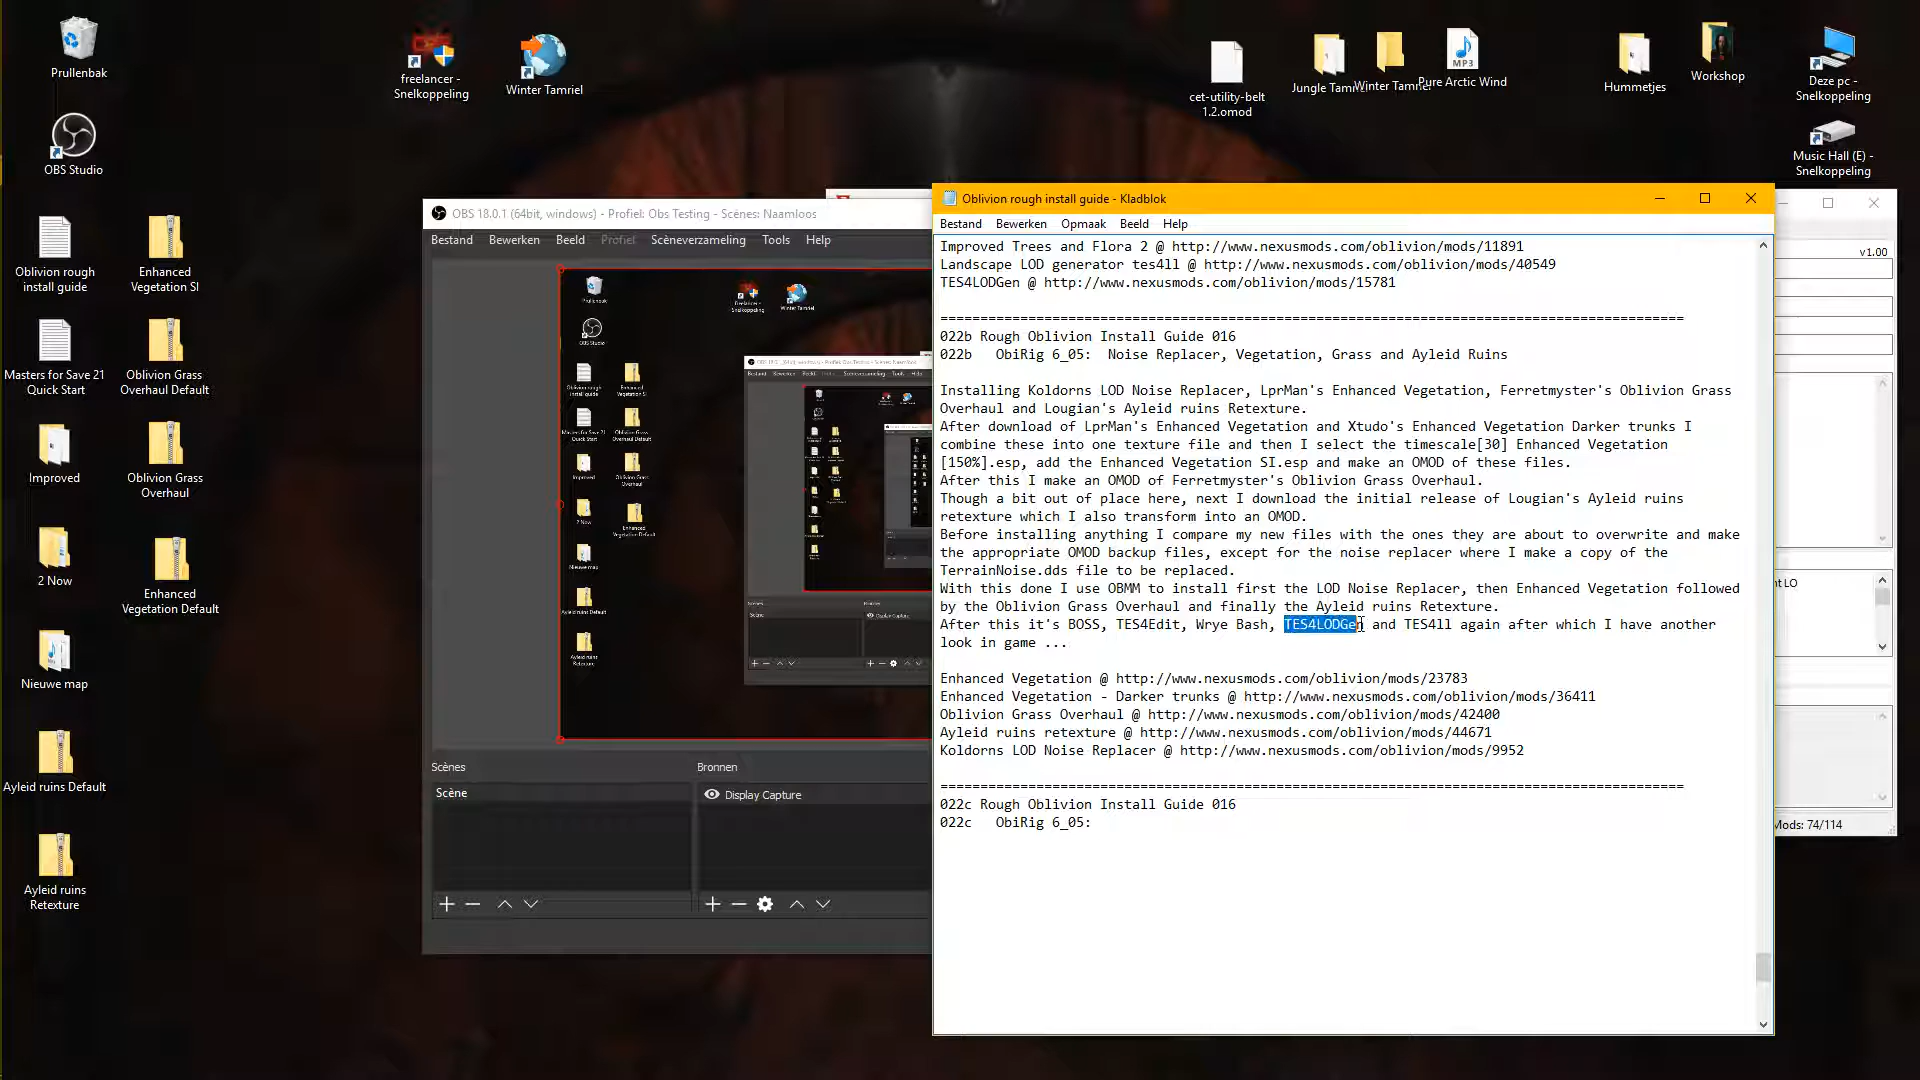 Prullenbak
OBS Studio
Oblivion rough
install guide
Enhanced
Vegetation SI
Masters for Save 21
Quick Start
Oblivion Grass
Overhaul Default
Improved
Oblivion Grass
Overhaul
2 Now
Enhanced
Vegetation Default
Nieuwe map
Ayleid ruins Default
Ayleid ruins
Retexture
freelancer -
Snelkoppeling
Winter Tamriel
cet-utility-belt
1.2.omod
Pure Arctic Wind
Hummetjes
Workshop
Deze pc -
Snelkoppeling
Music Hall (E) -
Snelkoppeling
OBS 18.0.1 (64bit, windows) - Profiel: Obs Testing - Scènes: Naamloos
Bestand Bewerken Beeld Profiel Scèneverzameling Tools Help
Scènes
Scène
Bronnen
Display Capture
Oblivion rough install guide - Kladblok
Bestand Bewerken Opmaak Beeld Help
Improved Trees and Flora 2 @ http://www.nexusmods.com/oblivion/mods/11891
Landscape LOD generator tes4ll @ http://www.nexusmods.com/oblivion/mods/40549
TES4LODGen @ http://www.nexusmods.com/oblivion/mods/15781
=============================================================================================
022b Rough Oblivion Install Guide 016
022b   ObiRig 6_05:  Noise Replacer, Vegetation, Grass and Ayleid Ruins
Installing Koldorns LOD Noise Replacer, LprMan's Enhanced Vegetation, Ferretmyster's Oblivion Grass
Overhaul and Lougian's Ayleid ruins Retexture.
After download of LprMan's Enhanced Vegetation and Xtudo's Enhanced Vegetation Darker trunks I
combine these into one texture file and then I select the timescale[30] Enhanced Vegetation
[150%].esp, add the Enhanced Vegetation SI.esp and make an OMOD of these files.
After this I make an OMOD of Ferretmyster's Oblivion Grass Overhaul.
Though a bit out of place here, next I download the initial release of Lougian's Ayleid ruins
retexture which I also transform into an OMOD.
Before installing anything I compare my new files with the ones they are about to overwrite and make
the appropriate OMOD backup files, except for the noise replacer where I make a copy of the
TerrainNoise.dds file to be replaced.
With this done I use OBMM to install first the LOD Noise Replacer, then Enhanced Vegetation followed
by the Oblivion Grass Overhaul and finally the Ayleid ruins Retexture.
After this it's BOSS, TES4Edit, Wrye Bash, TES4LODGen and TES4ll again after which I have another
look in game ...
Enhanced Vegetation @ http://www.nexusmods.com/oblivion/mods/23783
Enhanced Vegetation - Darker trunks @ http://www.nexusmods.com/oblivion/mods/36411
Oblivion Grass Overhaul @ http://www.nexusmods.com/oblivion/mods/42400
Ayleid ruins retexture @ http://www.nexusmods.com/oblivion/mods/44671
Koldorns LOD Noise Replacer @ http://www.nexusmods.com/oblivion/mods/9952
=============================================================================================
022c Rough Oblivion Install Guide 016
022c   ObiRig 6_05:
v1.00
LO
Mods: 74/114